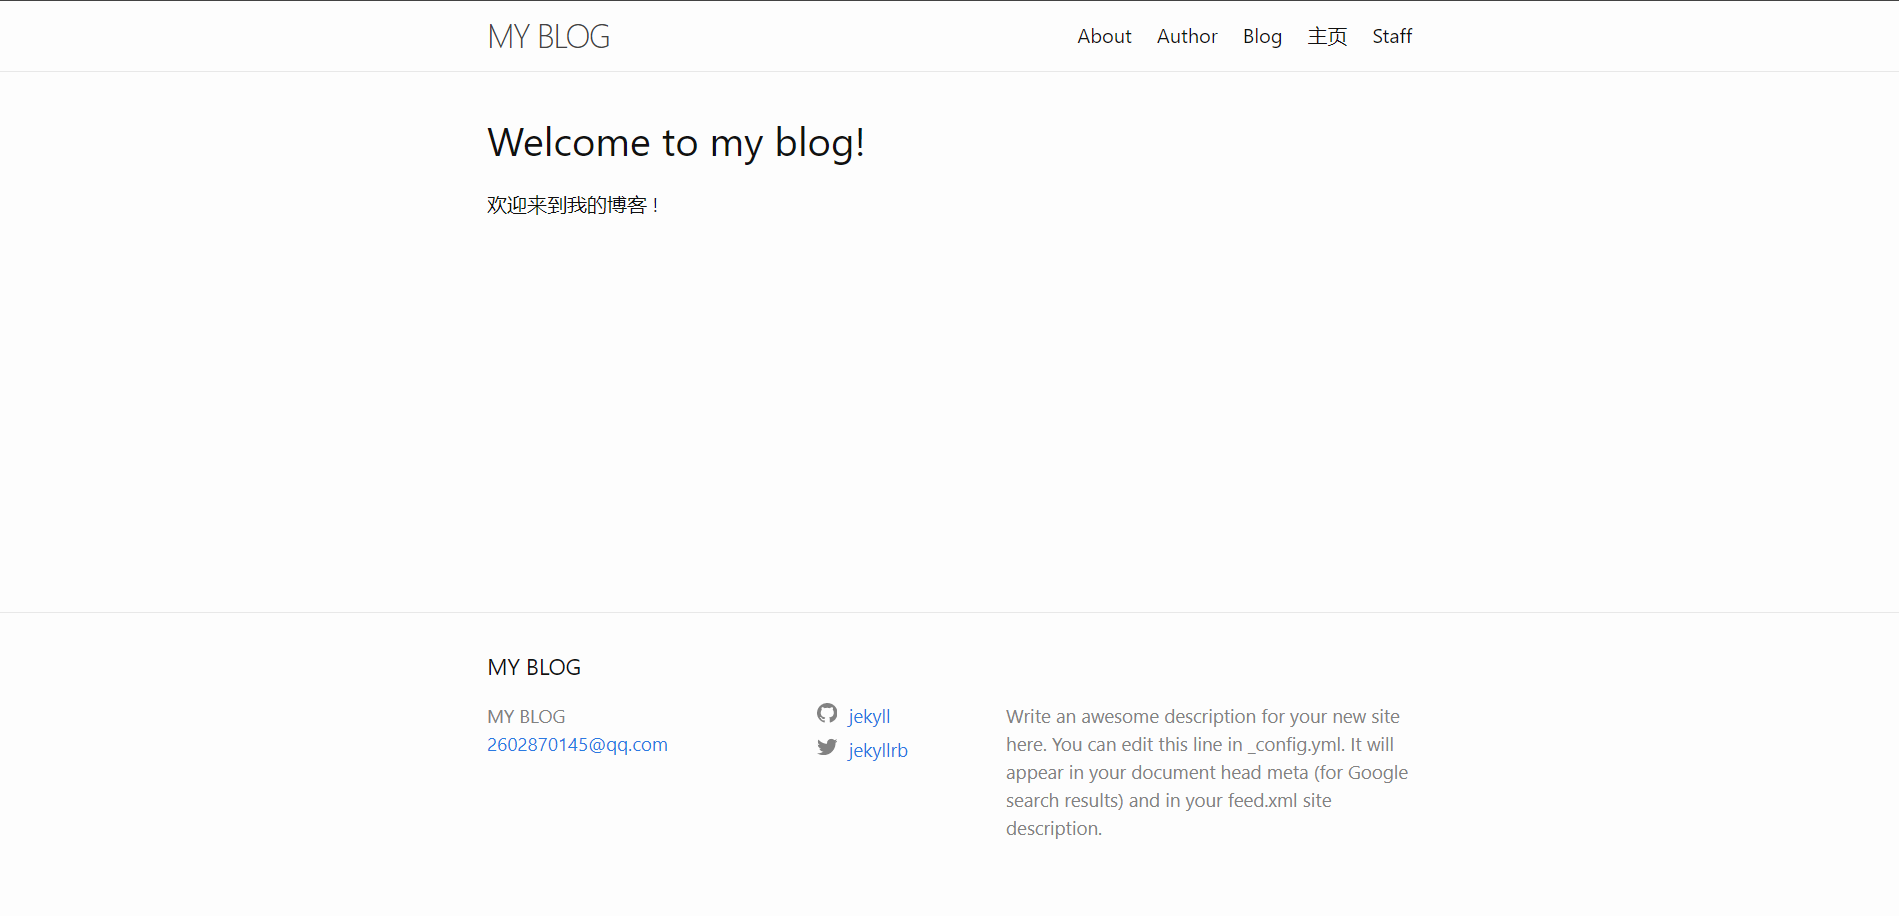 MY BLOG
About Author Blog 主页 Staff
Welcome to my blog!
欢迎来到我的博客！
MY BLOG
MY BLOG
2602870145@qq.com
jekyll
jekyllrb
Write an awesome description for your new site
here. You can edit this line in _config.yml. It will
appear in your document head meta (for Google
search results) and in your feed.xml site
description.